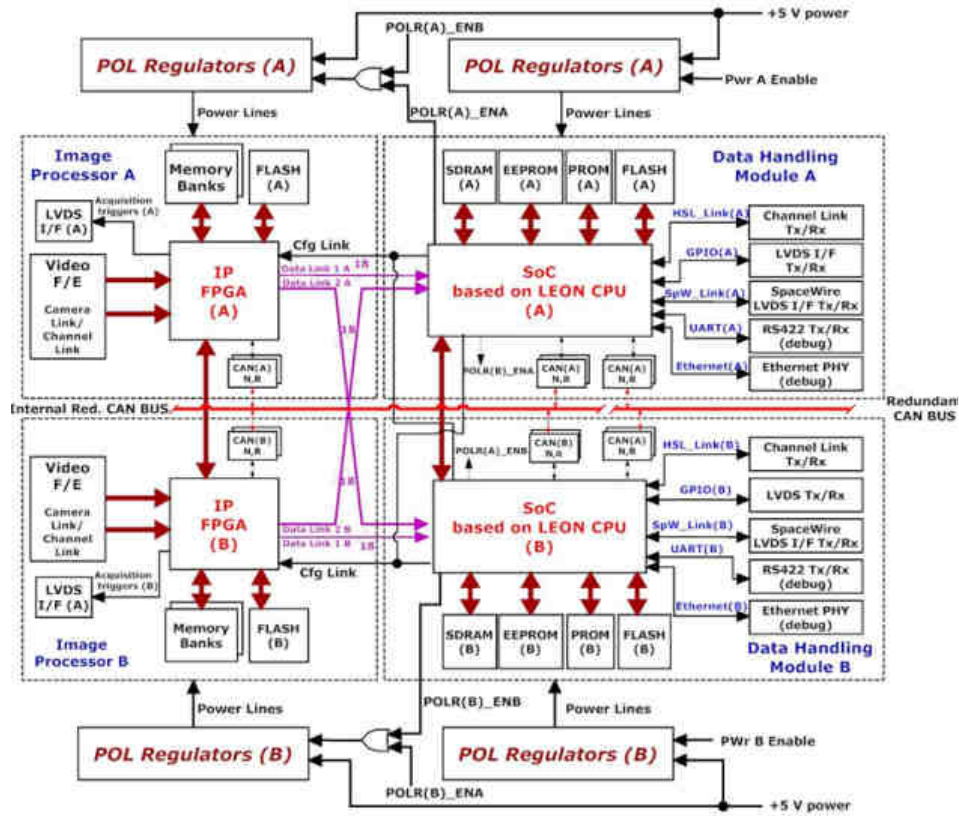 +5 V power
POLR(A)_ENB
POL Regulators (A)
POL Regulators (A)
Pwr A Enable
POLR(A)_ENA
Power Lines
Power Lines
Image
Processor A
Memory
Banks
FLASH
(A)
SDRAM
(A)
EEPROM
(A)
PROM
(A)
FLASH
(A)
Data Handling
Module A
LVDS
I/F (A)
Acquisition
triggers (A)
HSL_Link(A)
Channel Link
Tx/Rx
Cfg Link
GPIO(A)
LVDS I/F
Tx/Rx
Video
F/E
Camera
Link/
Channel
Link
IP
FPGA
(A)
Data Link 1 A
18
Data Link 2 A
18
SoC
based on LEON CPU
(A)
SpW_Link(A)
SpaceWire
LVDS I/F Tx/Rx
UART(A)
RS422 Tx/Rx
(debug)
Ethernet(A)
Ethernet PHY
(debug)
CAN(A)
N,R
POLR(B)_ENA
CAN(A)
N,R
CAN(A)
N,R
Internal Red. CAN BUS
Redundant
CAN BUS
CAN(B)
N,R
POLR(A)_ENB
CAN(B)
N,R
CAN(A)
N,R
HSL_Link(B)
Channel Link
Tx/Rx
Video
F/E
Camera
Link/
Channel
Link
IP
FPGA
(B)
18
Data Link 2 B
Data Link 1 B
18
Cfg Link
SoC
based on LEON CPU
(B)
GPIO(B)
LVDS Tx/Rx
SpW_Link(B)
SpaceWire
LVDS I/F Tx/Rx
UART(B)
RS422 Tx/Rx
(debug)
Ethernet(B)
Ethernet PHY
(debug)
LVDS
I/F (A)
Acquisition
triggers (B)
Image
Processor B
Memory
Banks
FLASH
(B)
SDRAM
(B)
EEPROM
(B)
PROM
(B)
FLASH
(B)
Data Handling
Module B
Power Lines
POLR(B)_ENB
Power Lines
POL Regulators (B)
POL Regulators (B)
PWr B Enable
POLR(B)_ENA
+5 V power